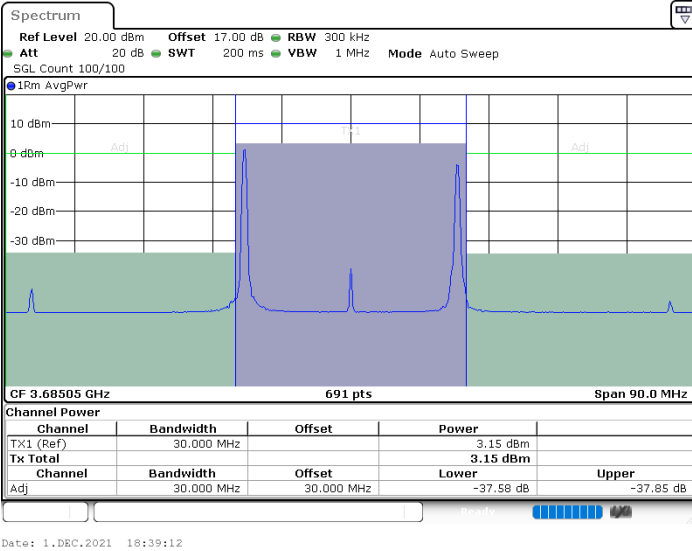 Spectrum
Ref Level 20.00 dBm Offset 17.00 dB RBW 300 kHz
Att 20 dB SWT 200 ms VBW 1 MHz Mode Auto Sweep
SGL Count 100/100
1Rm AvgPwr
10 dBm
TX1
Adj Adj
0 dBm
-10 dBm
-20 dBm
-30 dBm
CF 3.68505 GHz 691 pts Span 90.0 MHz
Channel Power
Channel Bandwidth Offset Power
TX1 (Ref) 30.000 MHz 3.15 dBm
Tx Total 3.15 dBm
Channel Bandwidth Offset Lower Upper
Adj 30.000 MHz 30.000 MHz -37.58 dB -37.85 dB
Ready
Date: 1.DEC.2021 18:39:12